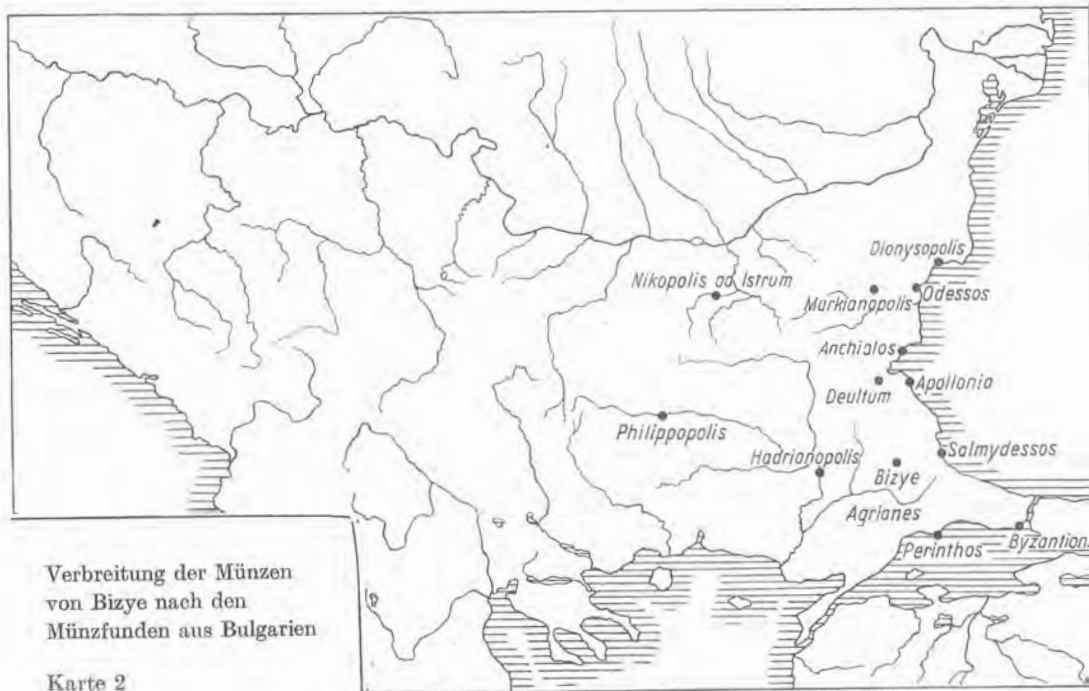 Dionysopolis
Nikopolis ad Istrum
Markianopolis
Odessos
Anchialos
Apollonia
Deultum
Philippopolis
Hadrianopolis
Salmydessos
Bizye
Agrianes
Perinthos
Byzantion
Verbreitung der Münzen
von Bizye nach den
Münzfunden aus Bulgarien
Karte 2